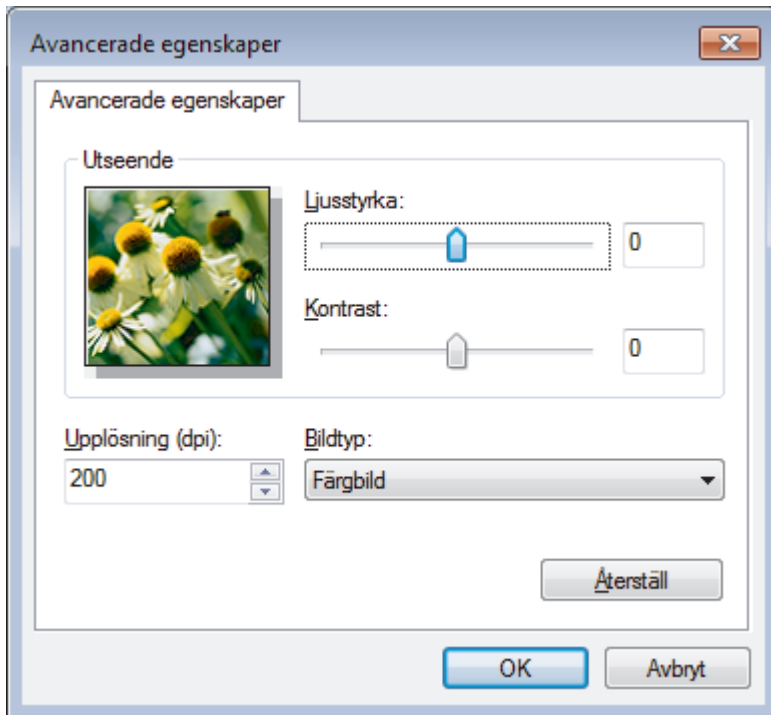 Avancerade egenskaper
Avancerade egenskaper
Utseende
Ljusstyrka:
0
Kontrast:
0
Upplösning (dpi):
200
Bildtyp:
Färgbild
Återställ
OK
Avbryt